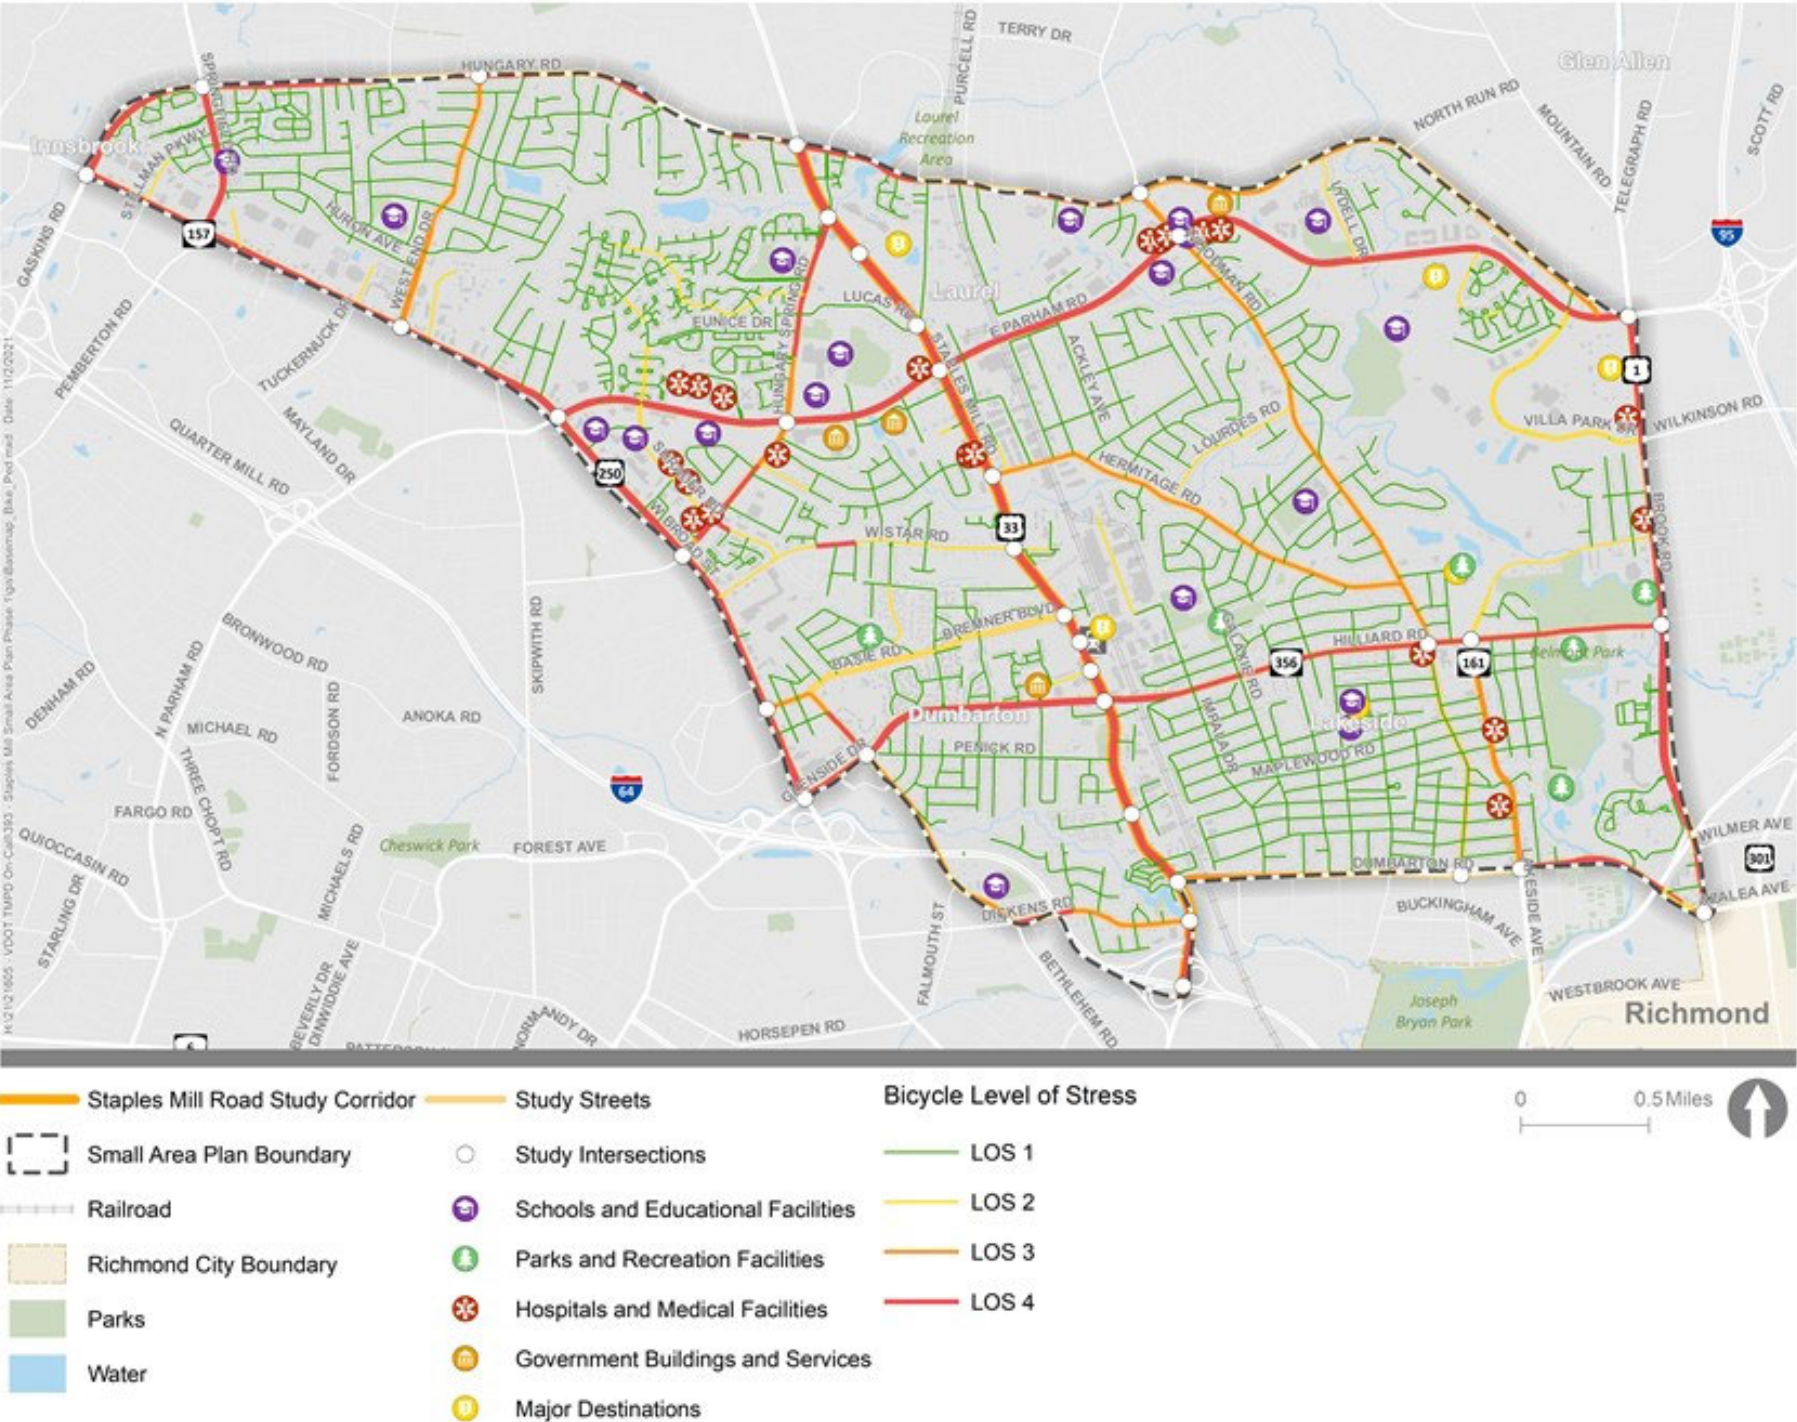 TERRY DR
PURCELL RD
Glen Allen
HUNGARY RD
NORTH RUN RD
MOUNTAIN RD
TELEGRAPH RD
SCOTT RD
Laurel
Recreation
Area
Innsbrook
STILLMAN PKWY
GASKINS RD
157
HURON AVE
WEST END DR
HYDELL DR
95
WOODMAN RD
Laurel
E PARHAM RD
EUNICE DR
HUNGARY SPRING RD
STAPLES MILL RD
ACKLEY AVE
PEMBERTON RD
TUCKERNUCK DR
MAYLAND DR
QUARTER MILL RD
1
VILLA PARK DR
WILKINSON RD
LOURDES RD
HERMITAGE RD
250
W BROAD ST
WISTAR RD
33
BROOK RD
SKIPWITH RD
BRONWOOD RD
DENHAM RD
N PARHAM RD
FORDSON RD
MICHAEL RD
ANOKA RD
BREMNER BLVD
BASIE RD
GALAXIE RD
HILLIARD RD
356
161
Belmont Park
Dumbarton
Lakeside
IMPALA DR
PENICK RD
MAPLEWOOD RD
64
THREE CHOPT RD
FARGO RD
QUIOCCASIN RD
MICHAELS RD
STARLING DR
Cheswick Park
FOREST AVE
WILMER AVE
301
AZALEA AVE
DUMBARTON RD
LAKESIDE AVE
BUCKINGHAM AVE
DICKENS RD
FALMOUTH ST
BETHLEHEM RD
BEVERLY DR
DINWIDDIE AVE
NORMANDY DR
HORSEPEN RD
WESTBROOK AVE
Joseph
Bryan Park
Richmond
Staples Mill Road Study Corridor
Small Area Plan Boundary
Railroad
Richmond City Boundary
Parks
Water
Study Streets
Study Intersections
Schools and Educational Facilities
Parks and Recreation Facilities
Hospitals and Medical Facilities
Government Buildings and Services
Major Destinations
Bicycle Level of Stress
LOS 1
LOS 2
LOS 3
LOS 4
0
0.5 Miles